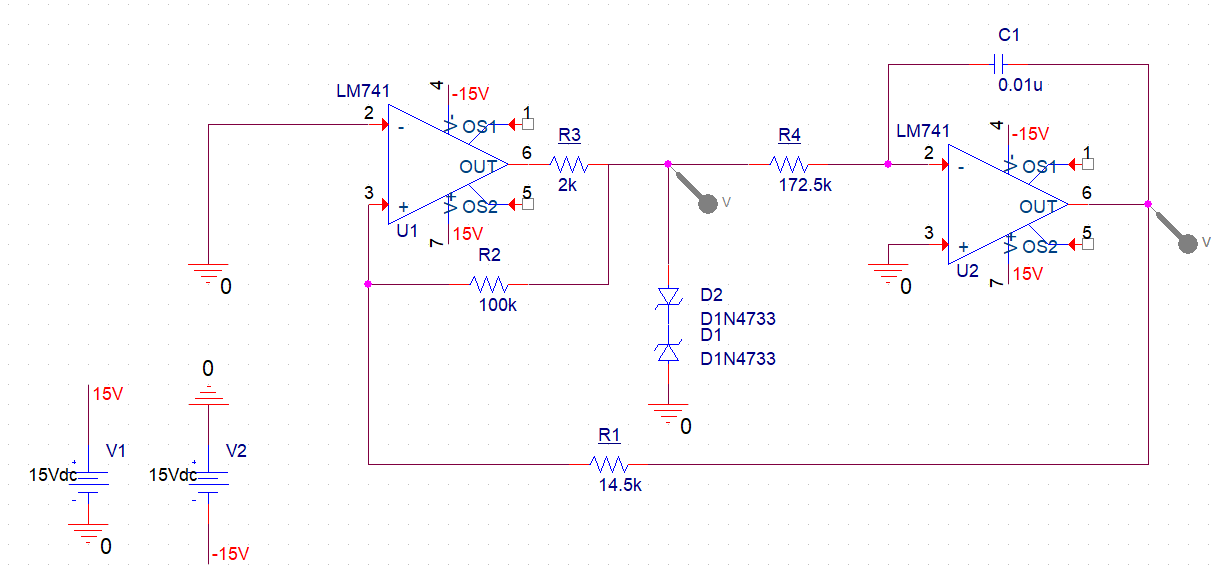 C1
0.01u
LM741
4
-15V
2
-
V-
OS1
1
OUT
6
R3
2k
3
+
V+
OS2
5
U1
7
15V
R2
100k
0
R4
172.5k
V
LM741
4
-15V
2
-
V-
OS1
1
OUT
6
3
+
V+
OS2
5
U2
7
15V
V
0
D2
D1N4733
D1
D1N4733
0
R1
14.5k
15V
V1
15Vdc
+
-
0
0
V2
15Vdc
+
-
-15V